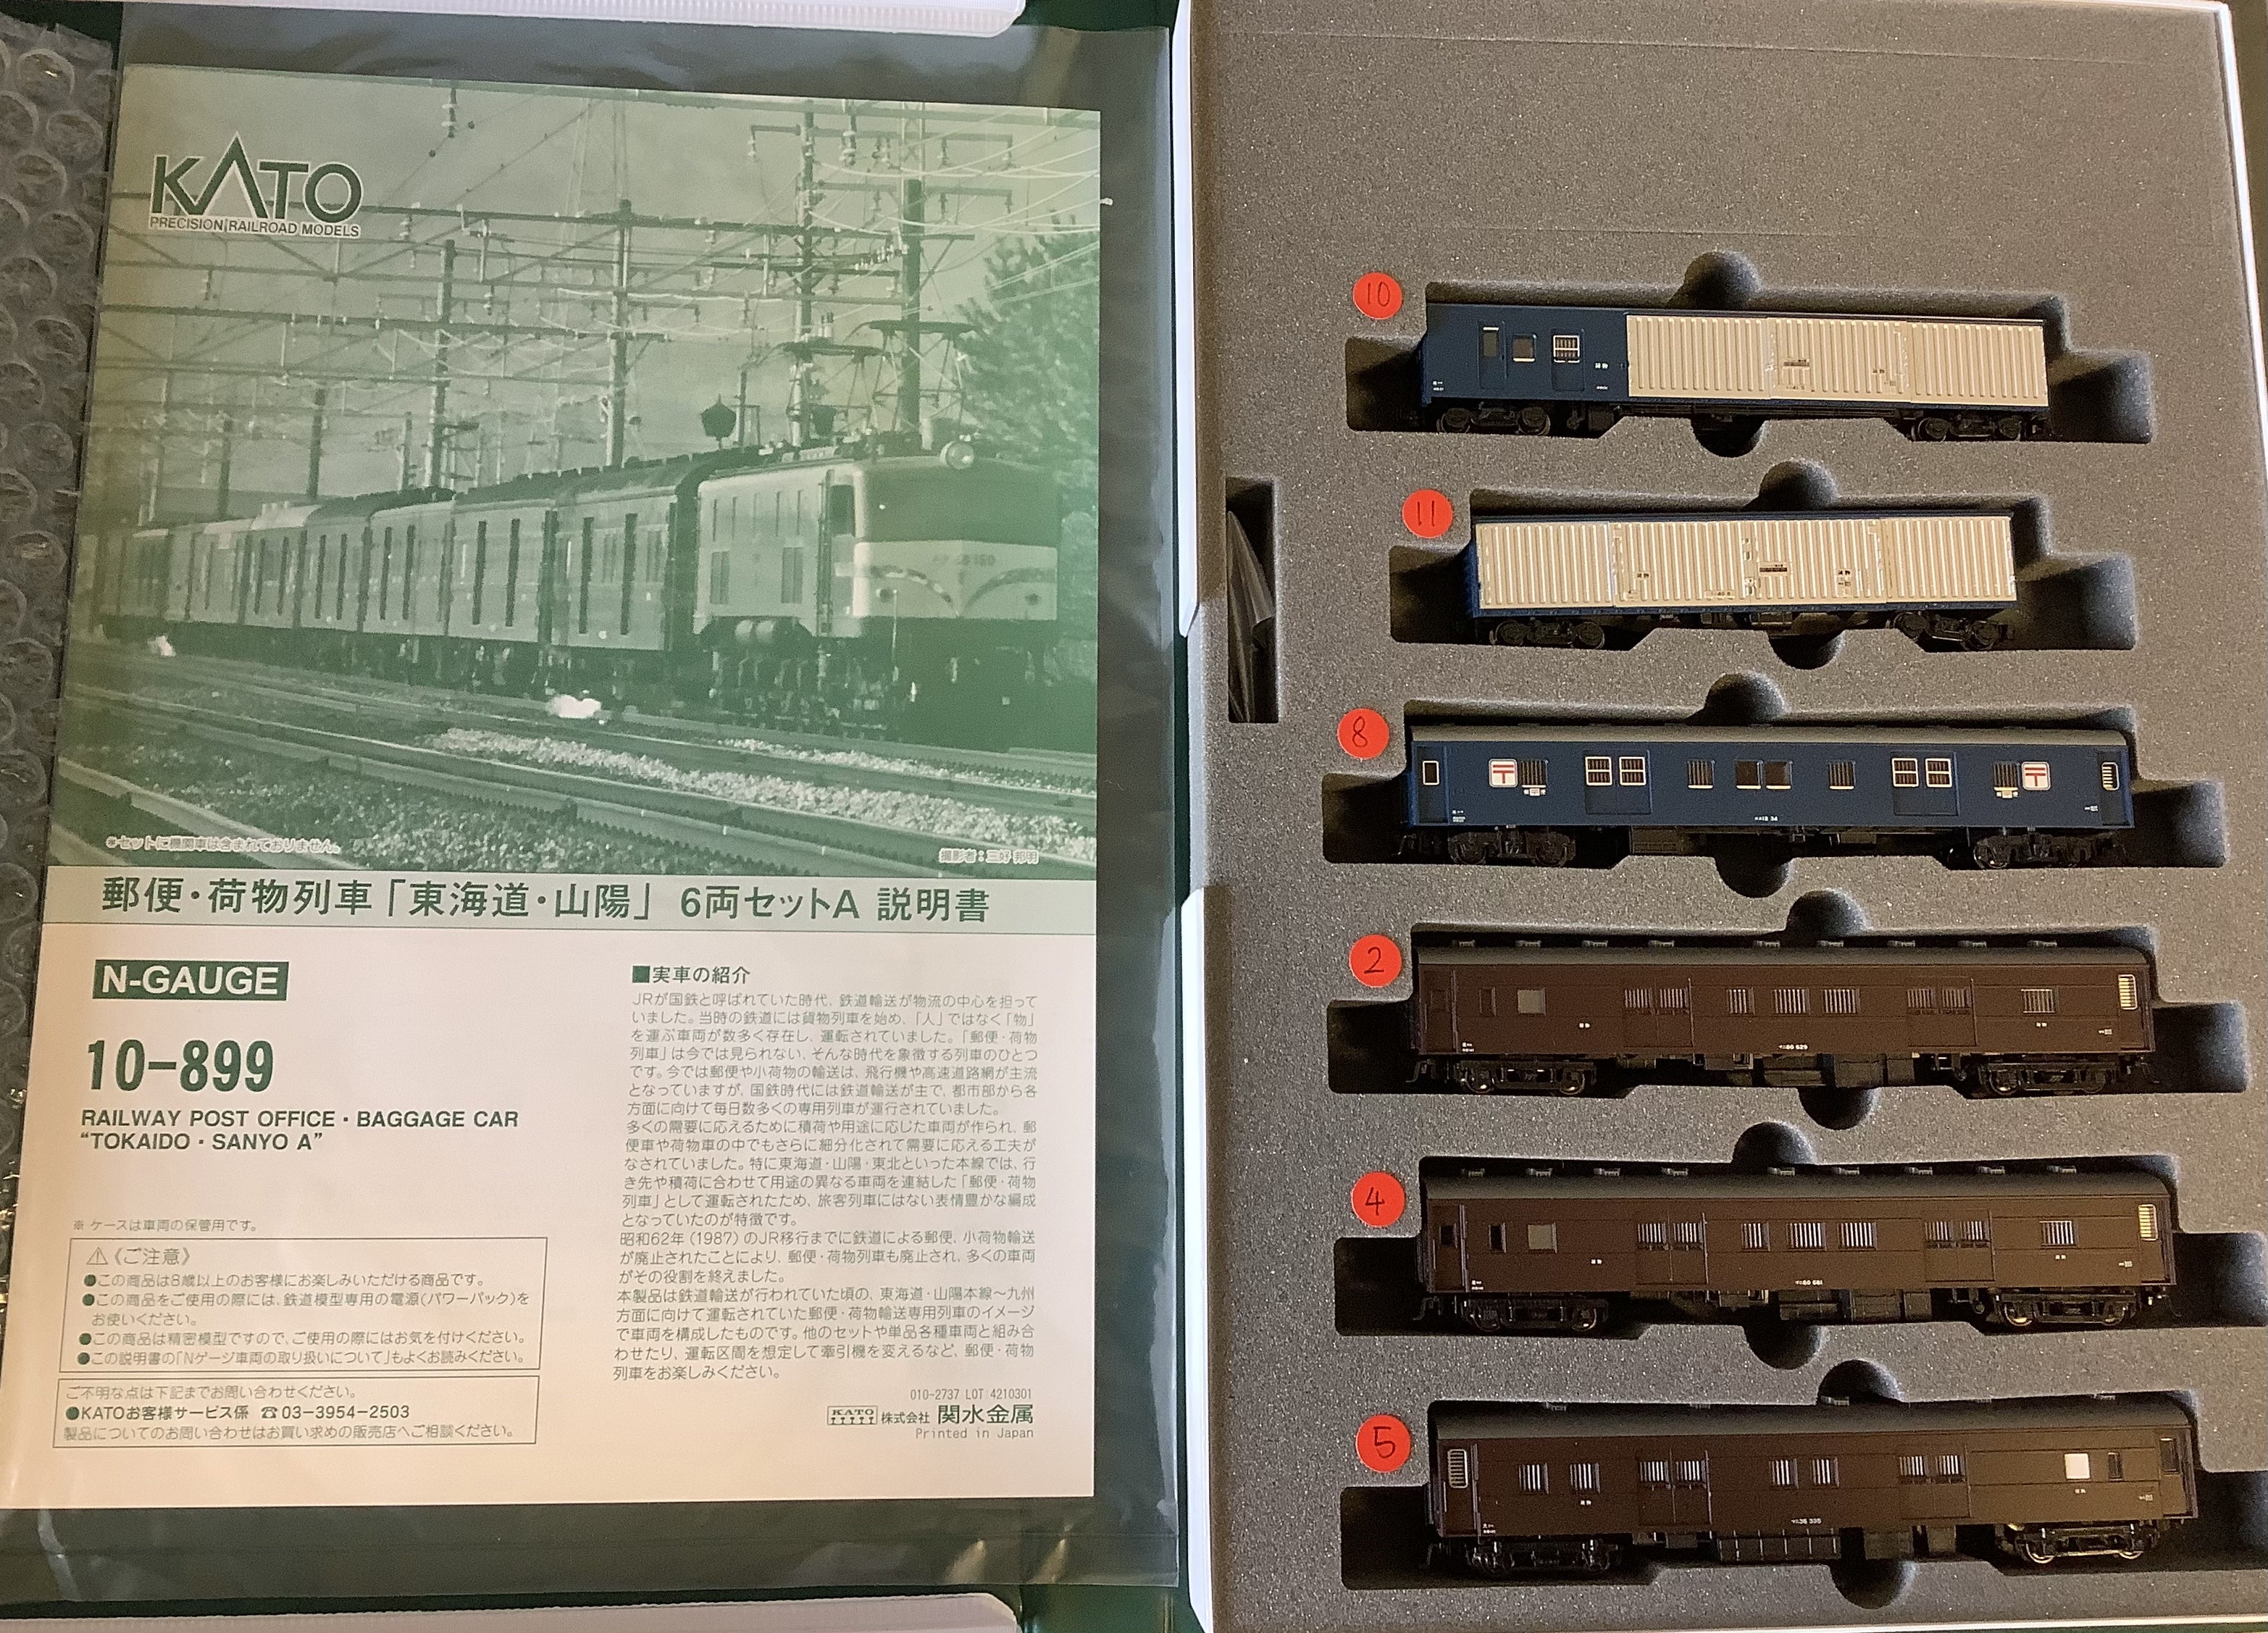 KATO
PRECISION RAILROAD MODELS
※セットに機関車は含まれておりません。
撮影者：三好 邦明
郵便・荷物列車「東海道・山陽」 6両セットA 説明書
N-GAUGE
10-899
RAILWAY POST OFFICE・BAGGAGE CAR
“TOKAIDO・SANYO A”
※ ケースは車両の保管用です。
⚠《ご注意》
●この商品は8歳以上のお客様にお楽しみいただける商品です。
●この商品をご使用の際には、鉄道模型専用の電源(パワーパック)を
お使いください。
●この商品は精密模型ですので、ご使用の際にはお気を付けください。
●この説明書の「Nゲージ車両の取り扱いについて」もよくお読みください。
ご不明な点は下記までお問い合わせください。
●KATOお客様サービス係 ☎03-3954-2503
製品についてのお問い合わせはお買い求めの販売店へご相談ください。
■実車の紹介
JRが国鉄と呼ばれていた時代、鉄道輸送が物流の中心を担って
いました。当時の鉄道には貨物列車を始め、「人」ではなく「物」
を運ぶ車両が数多く存在し、運転されていました。「郵便・荷物
列車」は今では見られない、そんな時代を象徴する列車のひとつ
です。今では郵便や小荷物の輸送は、飛行機や高速道路網が主流
となっていますが、国鉄時代には鉄道輸送が主で、都市部から各
方面に向けて毎日数多くの専用列車が運行されていました。
多くの需要に応えるために積荷や用途に応じた車両が作られ、郵
便車や荷物車の中でもさらに細分化されて需要に応える工夫が
なされていました。特に東海道・山陽・東北といった本線では、行
き先や積荷に合わせて用途の異なる車両を連結した「郵便・荷物
列車」として運転されたため、旅客列車にはない表情豊かな編成
となっていたのが特徴です。
昭和62年(1987)のJR移行までに鉄道による郵便、小荷物輸送
が廃止されたことにより、郵便・荷物列車も廃止され、多くの車両
がその役割を終えました。
本製品は鉄道輸送が行われていた頃の、東海道・山陽本線〜九州
方面に向けて運転されていた郵便・荷物輸送専用列車のイメージ
で車両を構成したものです。他のセットや単品各種車両と組み合
わせたり、運転区間を想定して牽引機を変えるなど、郵便・荷物
列車をお楽しみください。
010-2737 LOT 4210301
KATO 株式会社 関水金属
Printed in Japan
10
11
8
〒
〒
2
4
5